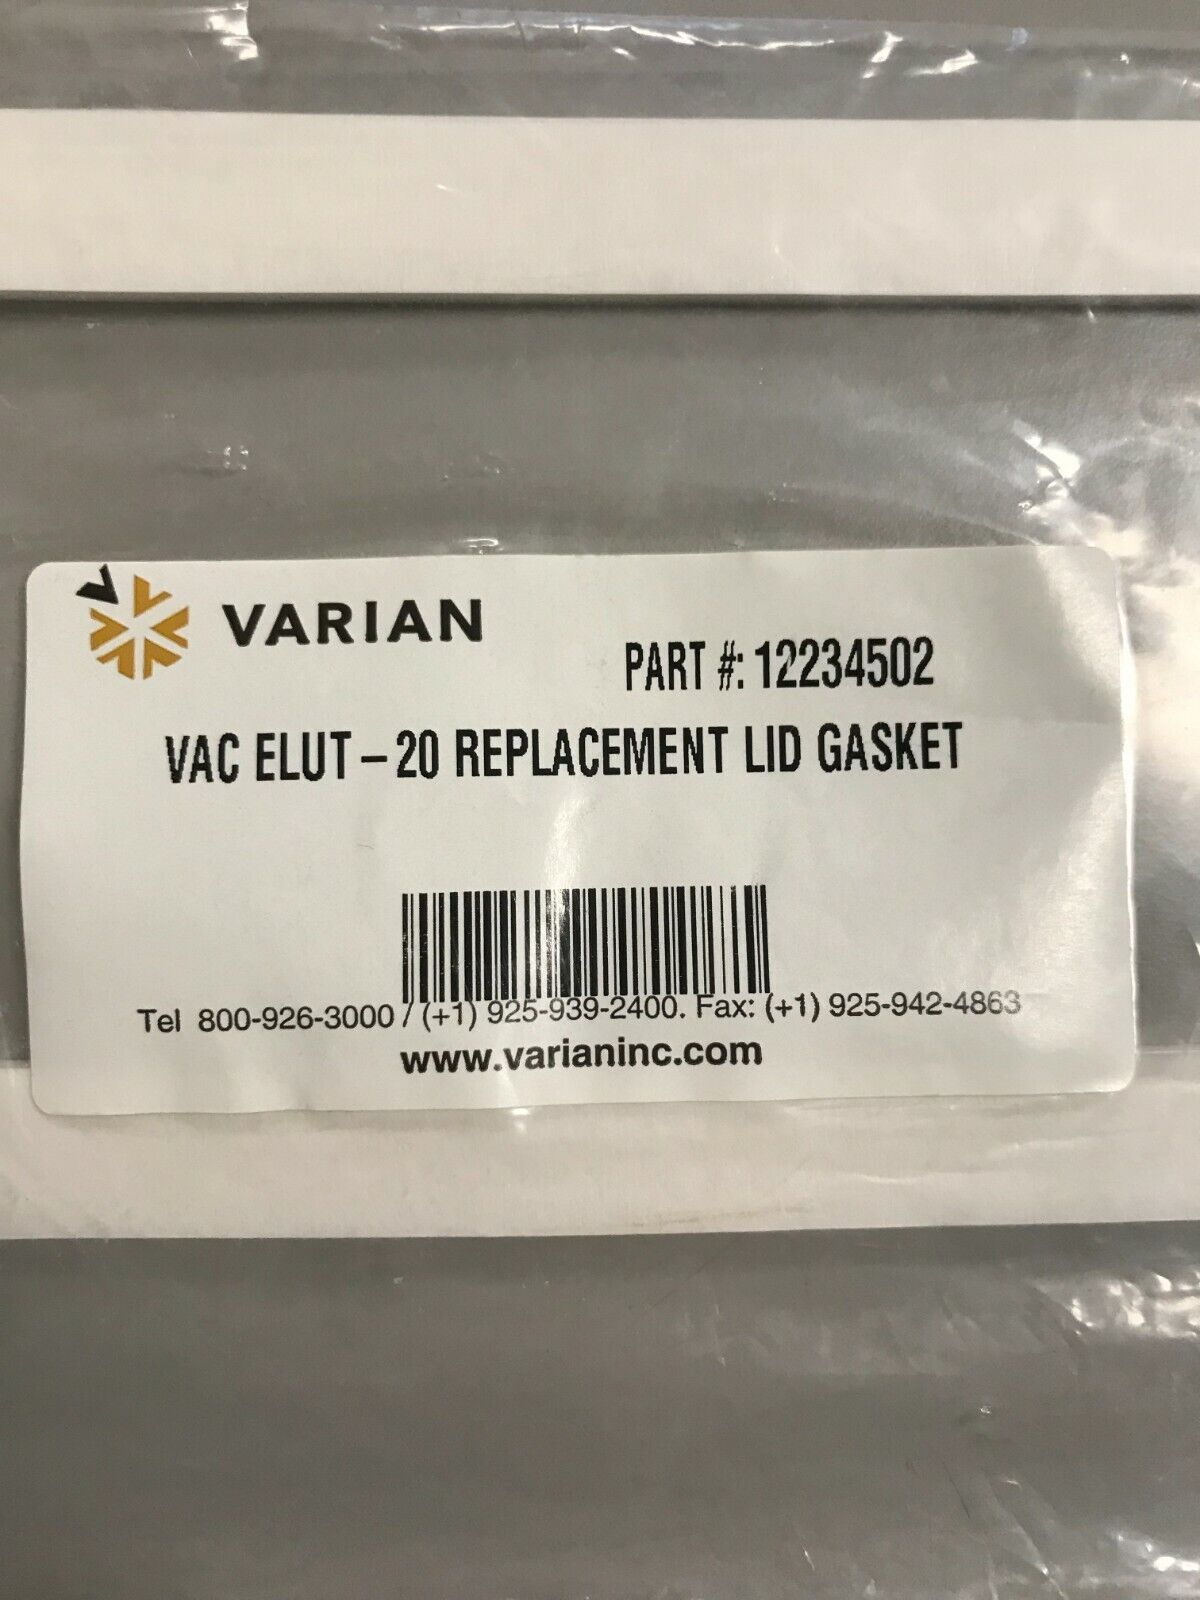 VARIAN
PART #: 12234502
VAC ELUT – 20 REPLACEMENT LID GASKET
Tel 800-926-3000 / (+1) 925-939-2400. Fax: (+1) 925-942-4863
www.varianinc.com